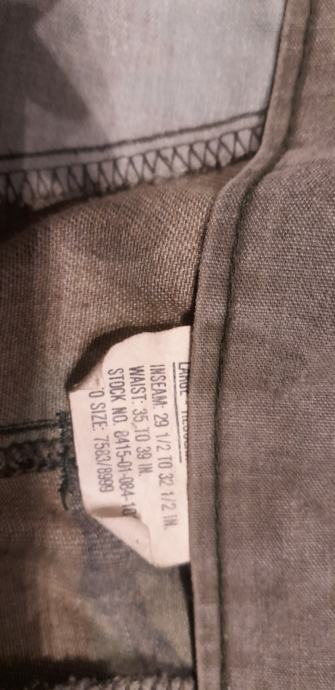 LARGE
INSEAM: 29 1/2 TO 32 1/2 IN.
WAIST: 35 TO 39 IN.
STOCK NO. 8415-01-084-10
O SIZE: 7583/8999